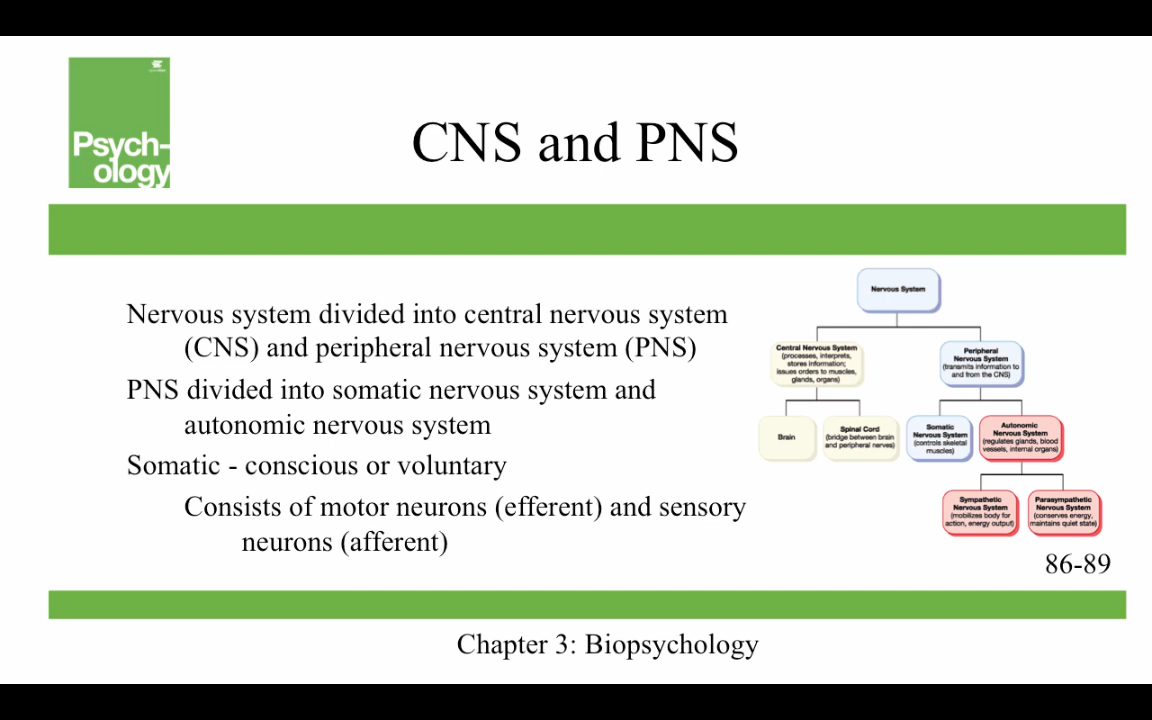 Psych-
ology
CNS and PNS
Nervous system divided into central nervous system
(CNS) and peripheral nervous system (PNS)
PNS divided into somatic nervous system and
autonomic nervous system
Somatic - conscious or voluntary
Consists of motor neurons (efferent) and sensory
neurons (afferent)
Nervous System
Central Nervous System
(processes, interprets,
stores information;
issues orders to muscles,
glands, organs)
Peripheral
Nervous System
(transmits information to
and from the CNS)
Brain
Spinal Cord
(bridge between brain
and peripheral nerves)
Somatic
Nervous System
(controls skeletal
muscles)
Autonomic
Nervous System
(regulates glands, blood
vessels, internal organs)
Sympathetic
Nervous System
(mobilizes body for
action, energy output)
Parasympathetic
Nervous System
(conserves energy,
maintains quiet state)
86-89
Chapter 3: Biopsychology